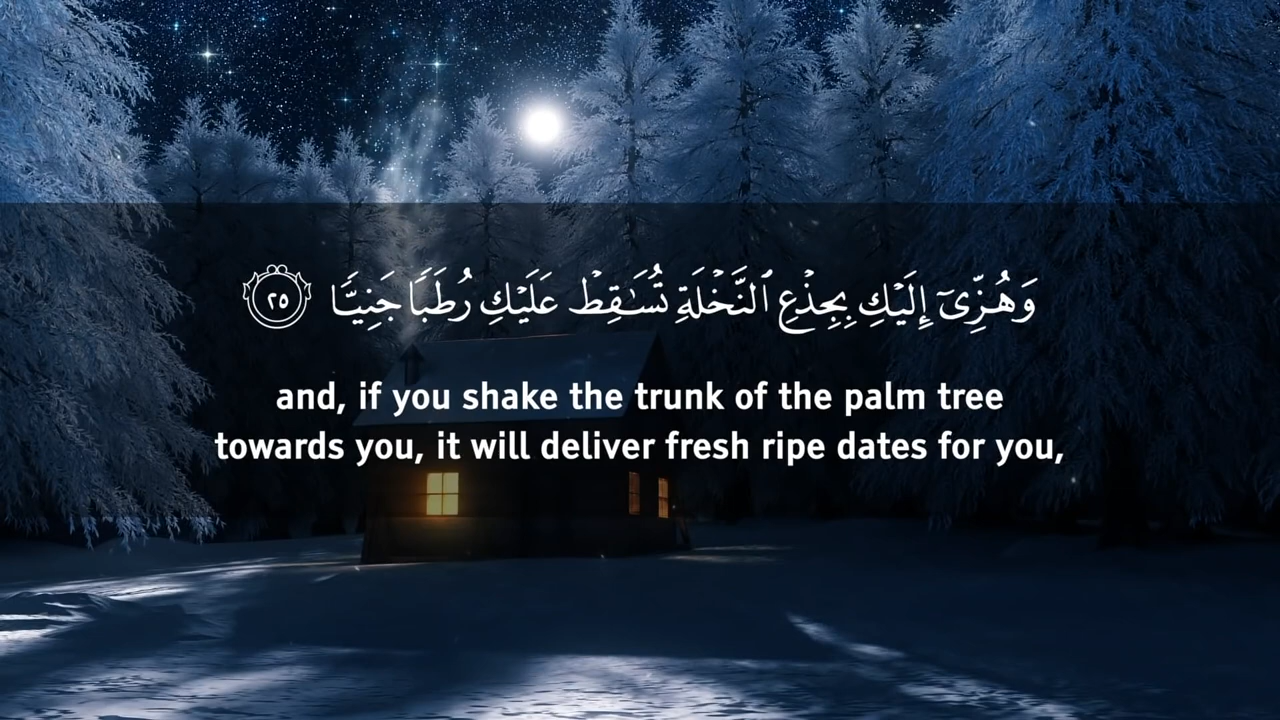 وَهُزِّىٓ إِلَيْكِ بِجِذْعِ ٱلنَّخْلَةِ تُسَـٰقِطْ عَلَيْكِ رُطَبًا جَنِيًّا ٢٥
and, if you shake the trunk of the palm tree
towards you, it will deliver fresh ripe dates for you,